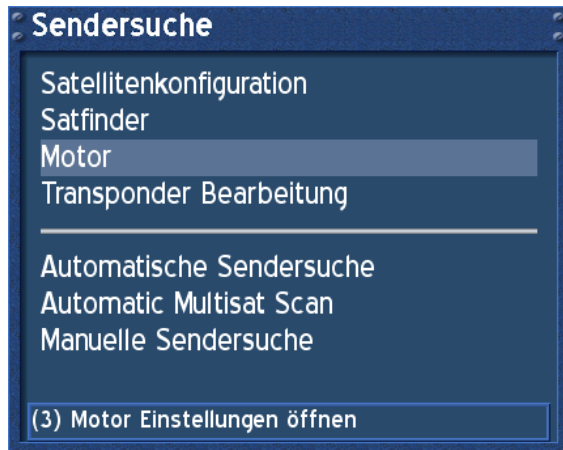 Sendersuche
Satellitenkonfiguration
Satfinder
Motor
Transponder Bearbeitung
Automatische Sendersuche
Automatic Multisat Scan
Manuelle Sendersuche
(3) Motor Einstellungen öffnen